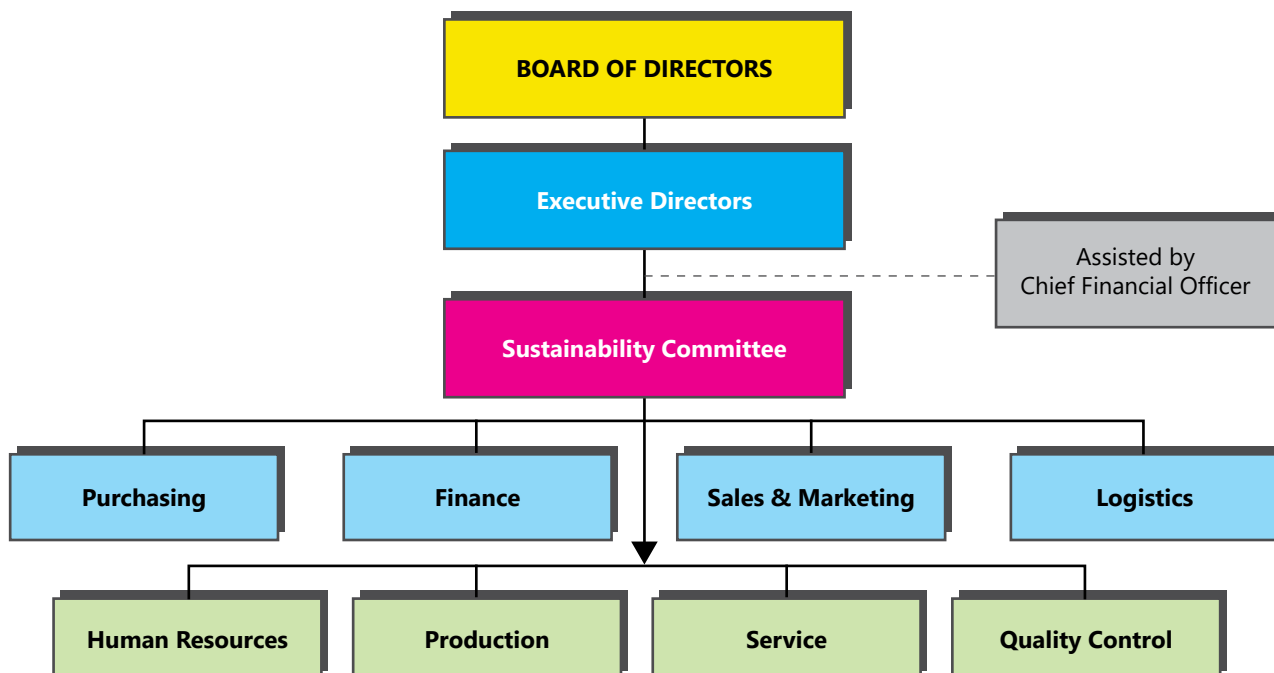 BOARD OF DIRECTORS
Executive Directors
Assisted by
Chief Financial Officer
Sustainability Committee
Purchasing
Finance
Sales & Marketing
Logistics
Human Resources
Production
Service
Quality Control